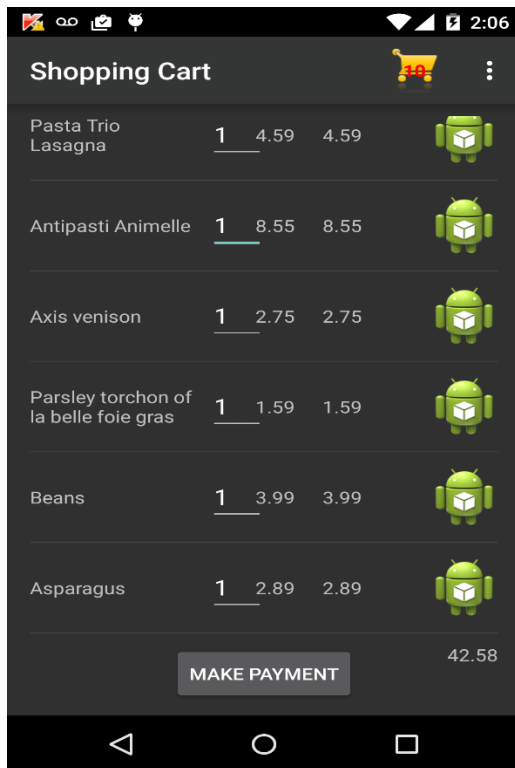 2:06
Shopping Cart
10
Pasta Trio
Lasagna
1 4.59 4.59
Antipasti Animelle 1 8.55 8.55
Axis venison 1 2.75 2.75
Parsley torchon of
la belle foie gras
1 1.59 1.59
Beans 1 3.99 3.99
Asparagus 1 2.89 2.89
42.58
MAKE PAYMENT